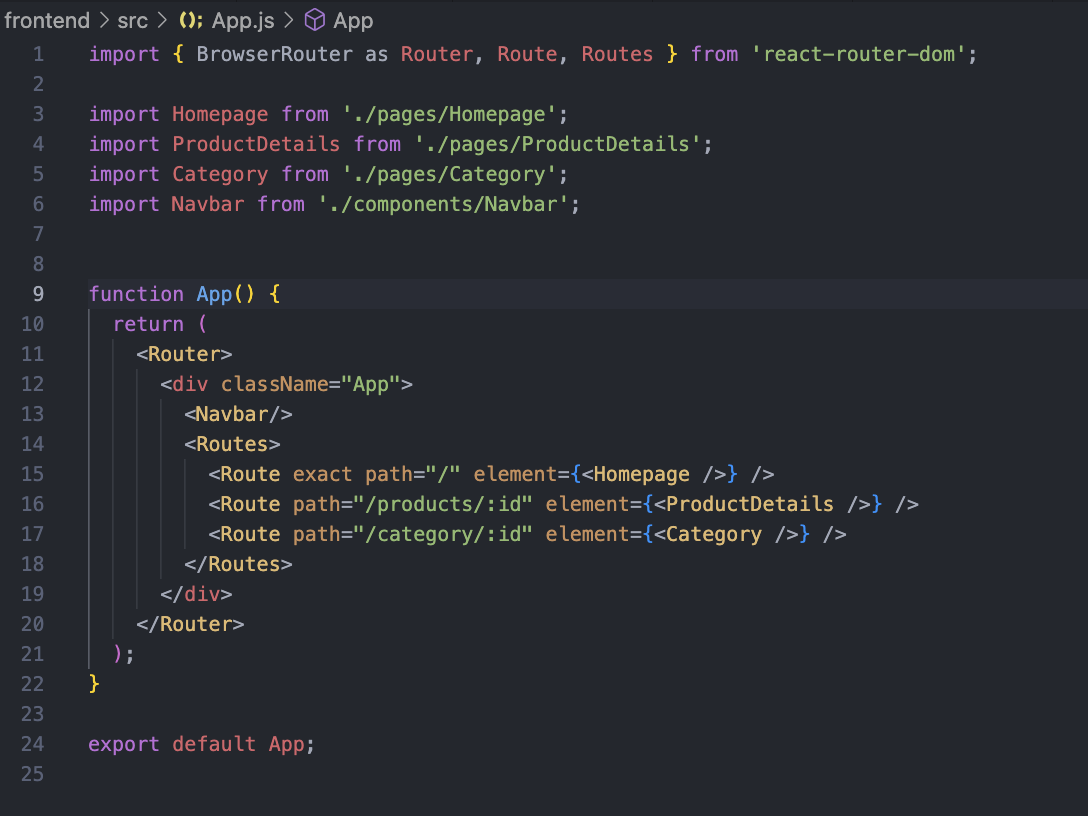 frontend > src > (); App.js > App
1 import { BrowserRouter as Router, Route, Routes } from 'react-router-dom';
2
3 import Homepage from './pages/Homepage';
4 import ProductDetails from './pages/ProductDetails';
5 import Category from './pages/Category';
6 import Navbar from './components/Navbar';
7
8
9 function App() {
10   return (
11     <Router>
12       <div className="App">
13         <Navbar/>
14         <Routes>
15           <Route exact path="/" element={<Homepage />} />
16           <Route path="/products/:id" element={<ProductDetails />} />
17           <Route path="/category/:id" element={<Category />} />
18         </Routes>
19       </div>
20     </Router>
21   );
22 }
23
24 export default App;
25